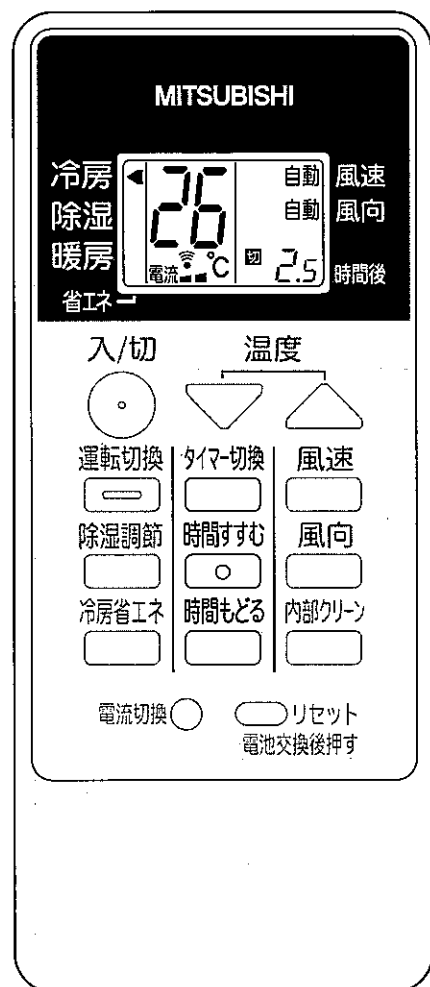 MITSUBISHI
冷房 26 自動 風速
除湿 自動 風向
暖房 電流 ℃ 切 2.5 時間後
省エネ
入/切 温度
運転切換 タイマー切換 風速
除湿調節 時間すすむ 風向
冷房省エネ 時間もどる 内部クリーン
電流切換 リセット
電池交換後押す